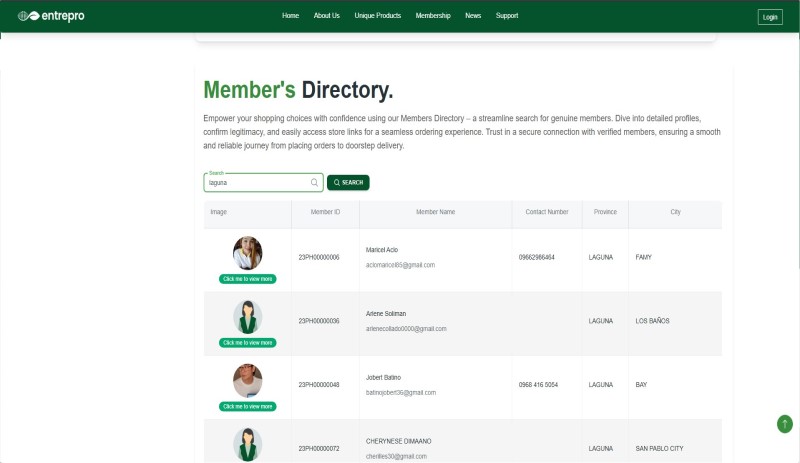 entrepro
Home About Us Unique Products Membership News Support
Login
Member's Directory.
Empower your shopping choices with confidence using our Members Directory – a streamline search for genuine members. Dive into detailed profiles,
confirm legitimacy, and easily access store links for a seamless ordering experience. Trust in a secure connection with verified members, ensuring a smooth
and reliable journey from placing orders to doorstep delivery.
Search
laguna
SEARCH
Image Member ID Member Name Contact Number Province City
Maricel Aclo
23PH00000006 09662986464 LAGUNA FAMY
aclomaricel85@gmail.com
Click me to view more
Arlene Soliman
23PH00000036 LAGUNA LOS BAÑOS
arlenecollado0000@gmail.com
Click me to view more
Jobert Batino
23PH00000048 0968 416 5054 LAGUNA BAY
batinojobert36@gmail.com
Click me to view more
CHERYNESE DIMAANO
23PH00000072 LAGUNA SAN PABLO CITY
cherilles30@gmail.com